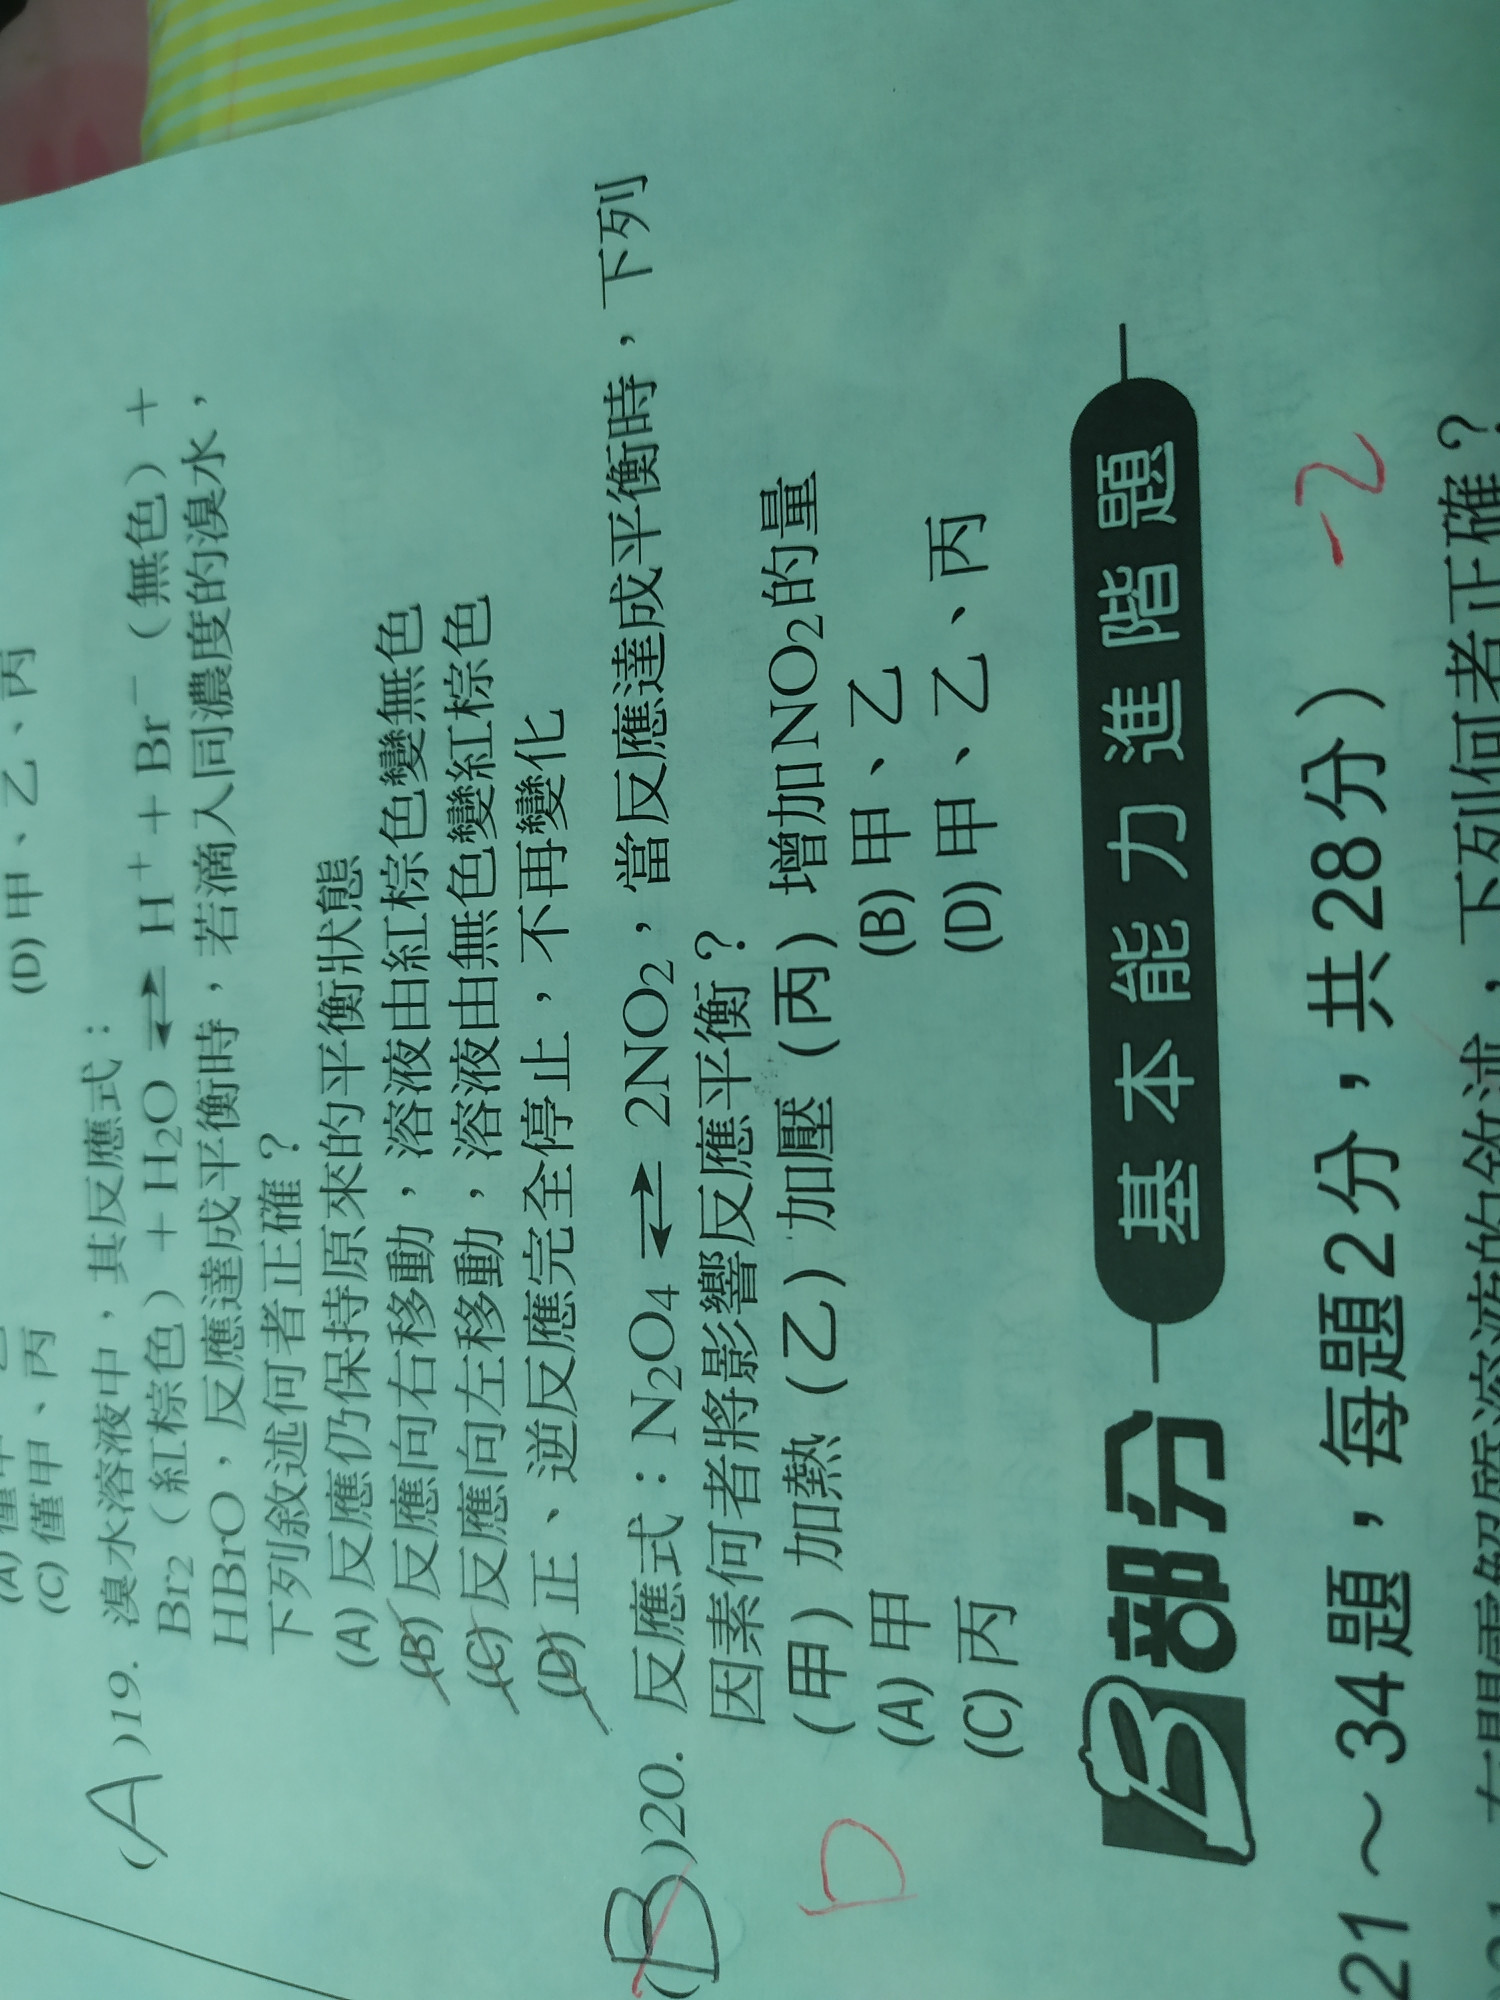 (D) 甲、乙、丙
(C) 僅甲、丙
(A)19. 溴水溶液中，其反應式：
Br2（紅棕色）＋H2O ⇌ H＋＋Br－（無色）＋
HBrO，反應達成平衡時，若滴入同濃度的溴水，
下列敘述何者正確？
(A) 反應仍保持原來的平衡狀態
(B) 反應向右移動，溶液由紅棕色變無色
(C) 反應向左移動，溶液由無色變紅棕色
(D) 正、逆反應完全停止，不再變化
(B)20. 反應式：N2O4 ⇌ 2NO2，當反應達成平衡時，下列
因素何者將影響反應平衡？
D
（甲）加熱（乙）加壓（丙）增加NO2的量
(A) 甲 (B) 甲、乙
(C) 丙 (D) 甲、乙、丙
B部分 基本能力進階題
21～34題，每題2分，共28分） -2
下列何者正確？